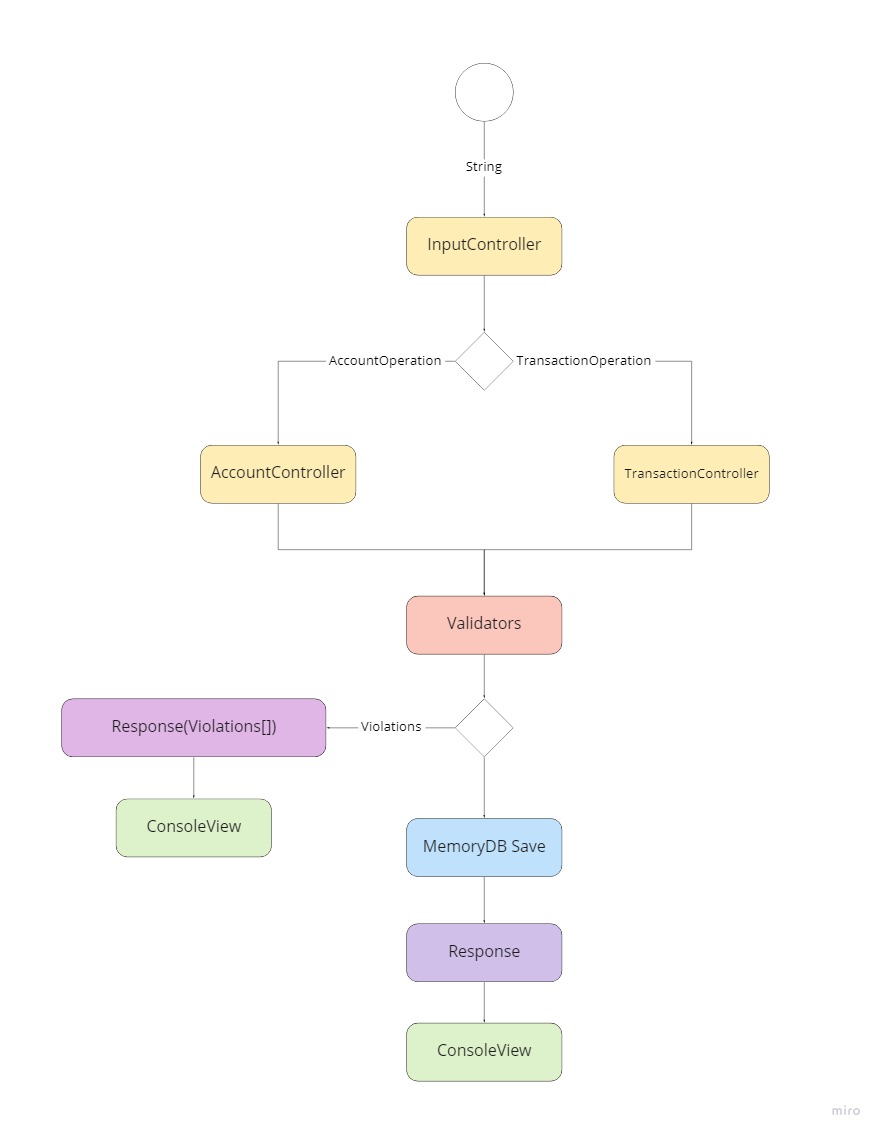 String
InputController
AccountOperation
TransactionOperation
AccountController
TransactionController
Validators
Response(Violations[])
Violations
ConsoleView
MemoryDB Save
Response
ConsoleView
miro